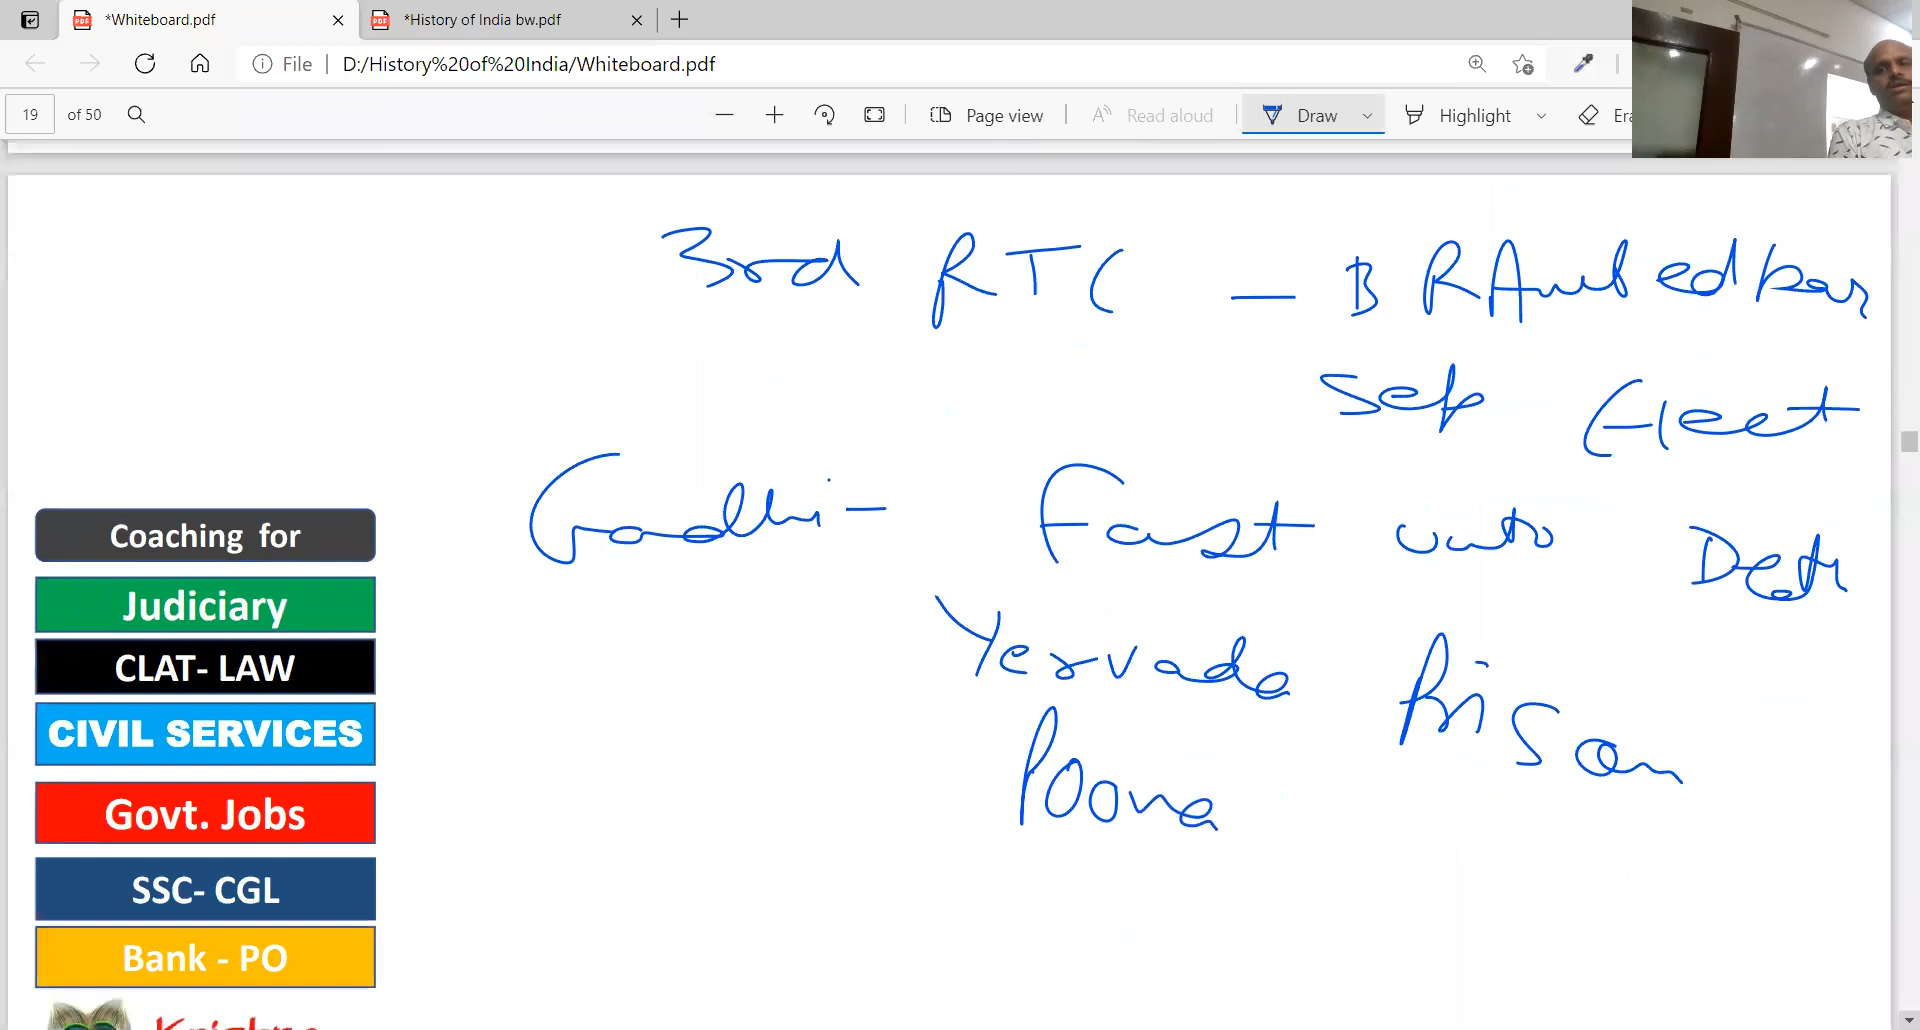 *Whiteboard.pdf
*History of India bw.pdf
File
D:/History%20of%20India/Whiteboard.pdf
19 of 50
Page view
Read aloud
Draw
Highlight
Era
3rd RTC — B R Ambedkar
Sep Elect
Gandhi - Fast unto Deth
Yervada Prison
Poona
Coaching for
Judiciary
CLAT- LAW
CIVIL SERVICES
Govt. Jobs
SSC- CGL
Bank - PO